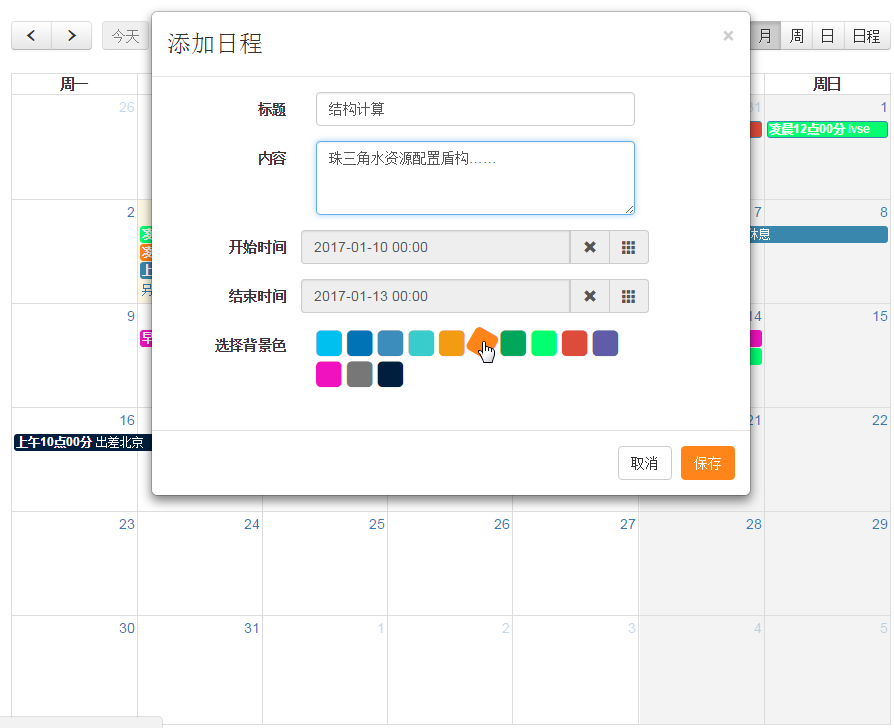 今天
月 周 日 日程
添加日程
×
周一 周日
标题 结构计算
内容 珠三角水资源配置盾构……
开始时间 2017-01-10 00:00
结束时间 2017-01-13 00:00
选择背景色
取消 保存
26 31 1
凌晨12点00分 lvse
2 7 8
凌
上
休息
另
9 14 15
早
16 21 22
上午10点00分 出差北京
23 24 25 26 27 28 29
30 31 1 2 3 4 5